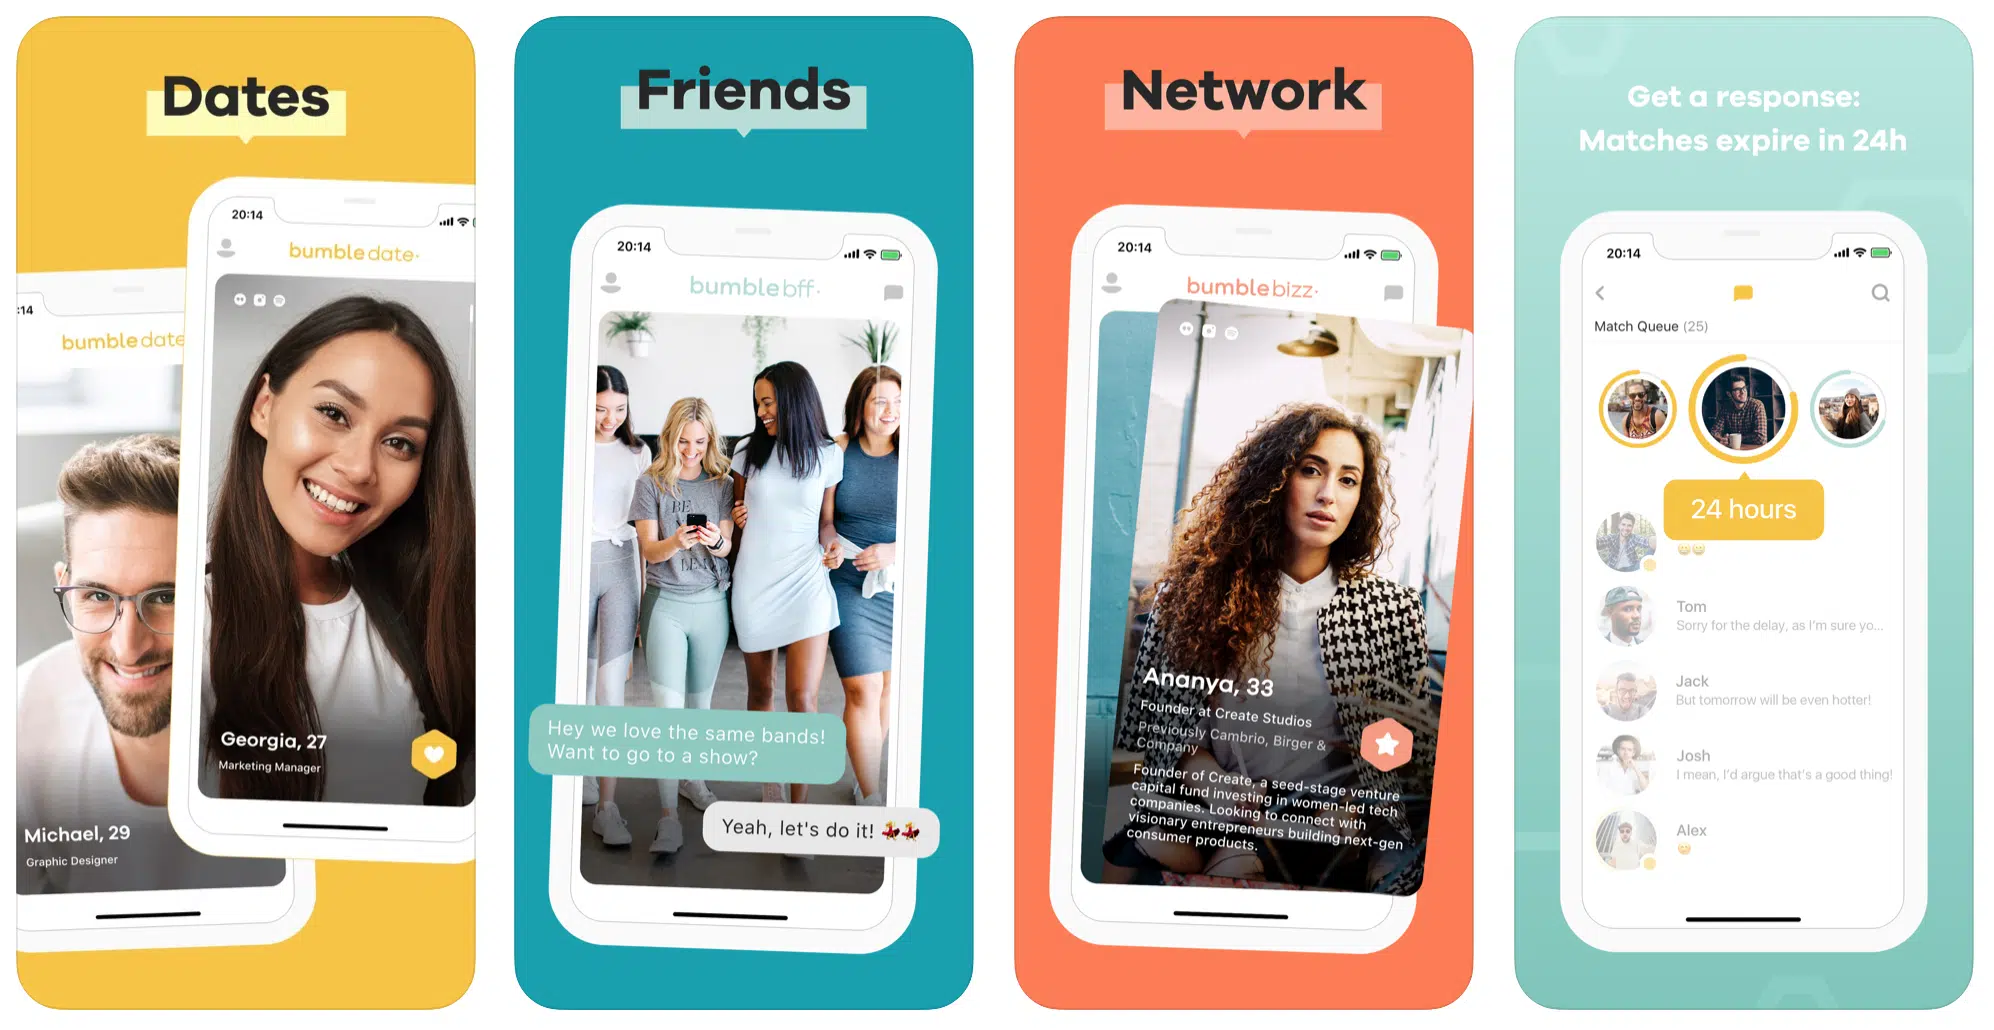 Dates
20:14
bumble date.
Georgia, 27
Marketing Manager
:14
bumble date
Michael, 29
Graphic Designer
Friends
20:14
bumble bff.
Hey we love the same bands!
Want to go to a show?
Yeah, let's do it! 💃💃
Network
20:14
bumble bizz.
Ananya, 33
Founder at Create Studios
Previously Cambrio, Birger &
Company
Founder of Create, a seed-stage venture
capital fund investing in women-led tech
companies. Looking to connect with
visionary entrepreneurs building next-gen
consumer products.
Get a response:
Matches expire in 24h
20:14
Match Queue (25)
24 hours
Tom
Sorry for the delay, as I'm sure yo...
Jack
But tomorrow will be even hotter!
Josh
I mean, I'd argue that's a good thing!
Alex